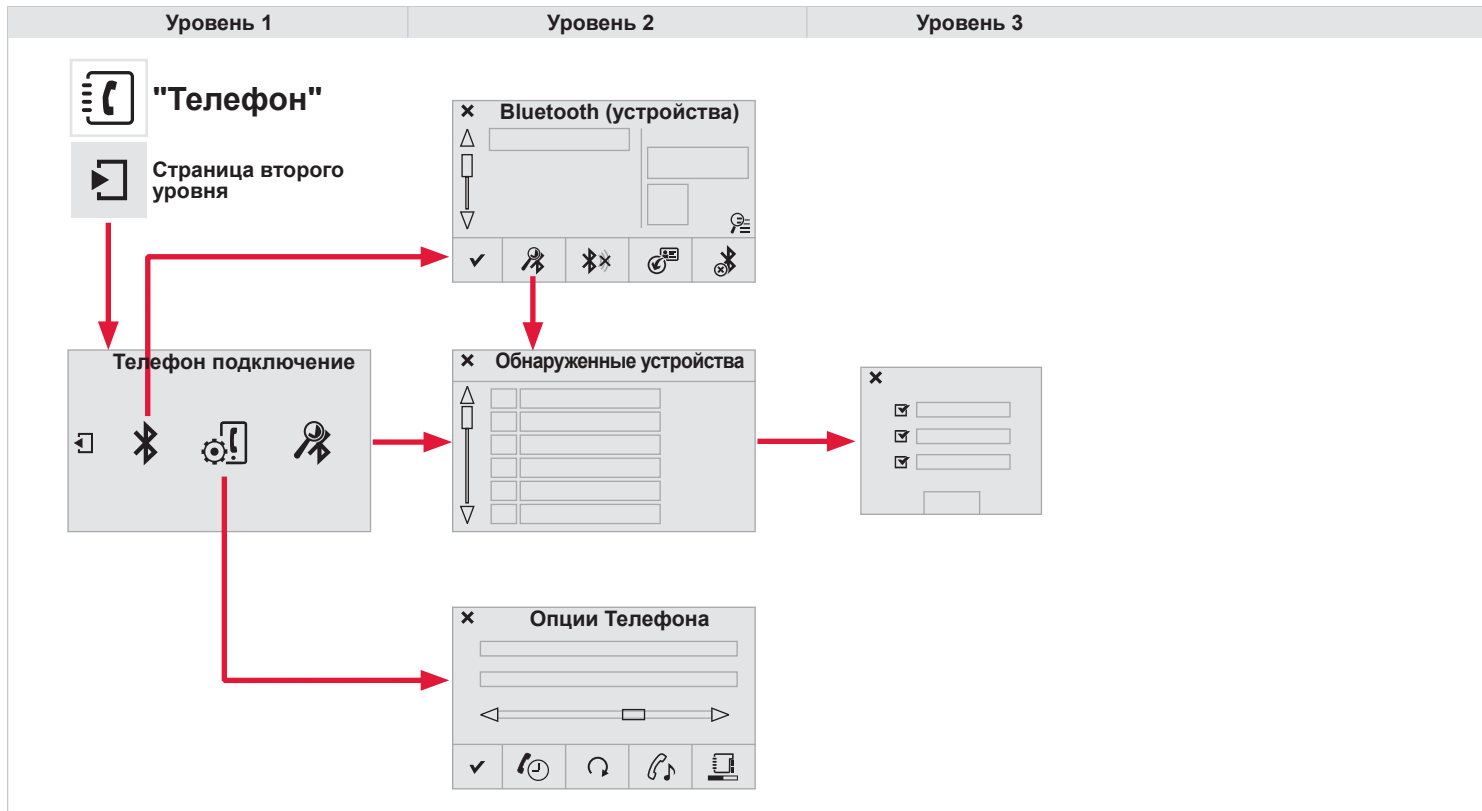 Уровень 1
Уровень 2
Уровень 3
"Телефон"
Страница второго
уровня
Bluetooth (устройства)
Телефон подключение
Обнаруженные устройства
Опции Телефона